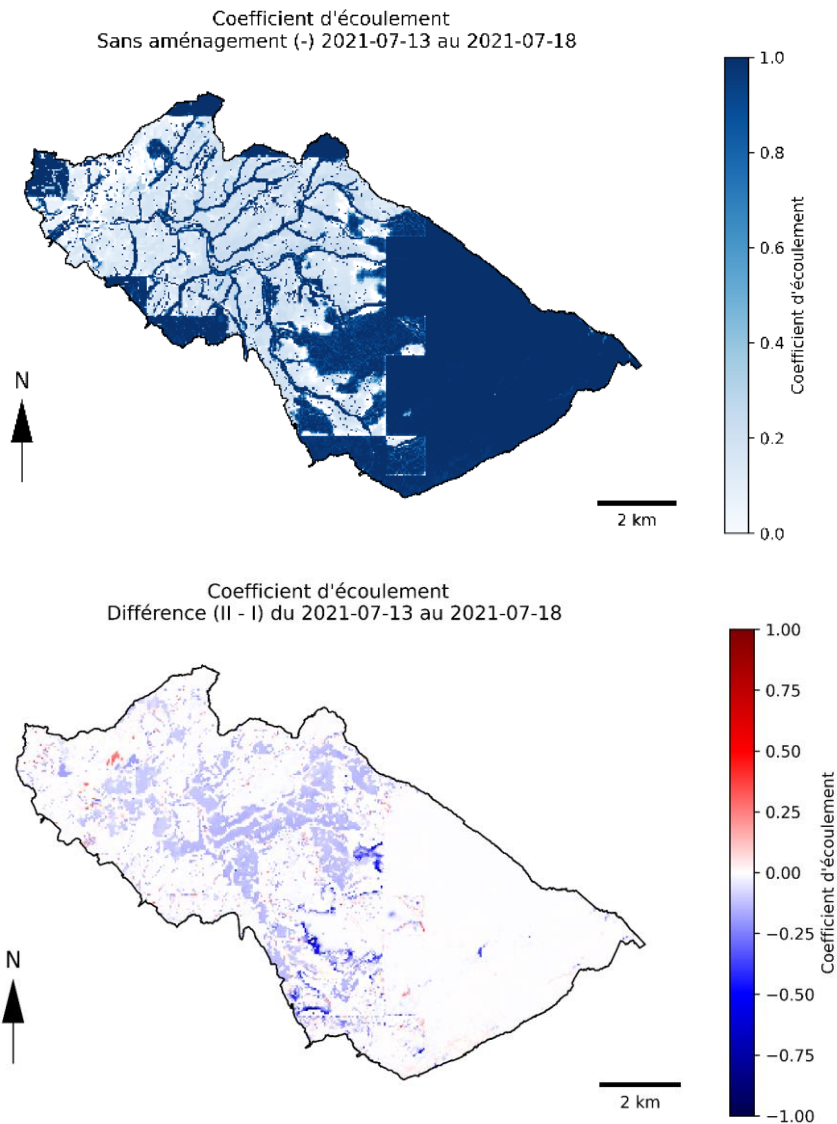 Coefficient d'écoulement
Sans aménagement (-) 2021-07-13 au 2021-07-18
1.0
0.8
0.6
0.4
0.2
0.0
Coefficient d'écoulement
N
2 km
Coefficient d'écoulement
Différence (II - I) du 2021-07-13 au 2021-07-18
1.00
0.75
0.50
0.25
0.00
−0.25
−0.50
−0.75
−1.00
Coefficient d'écoulement
N
2 km